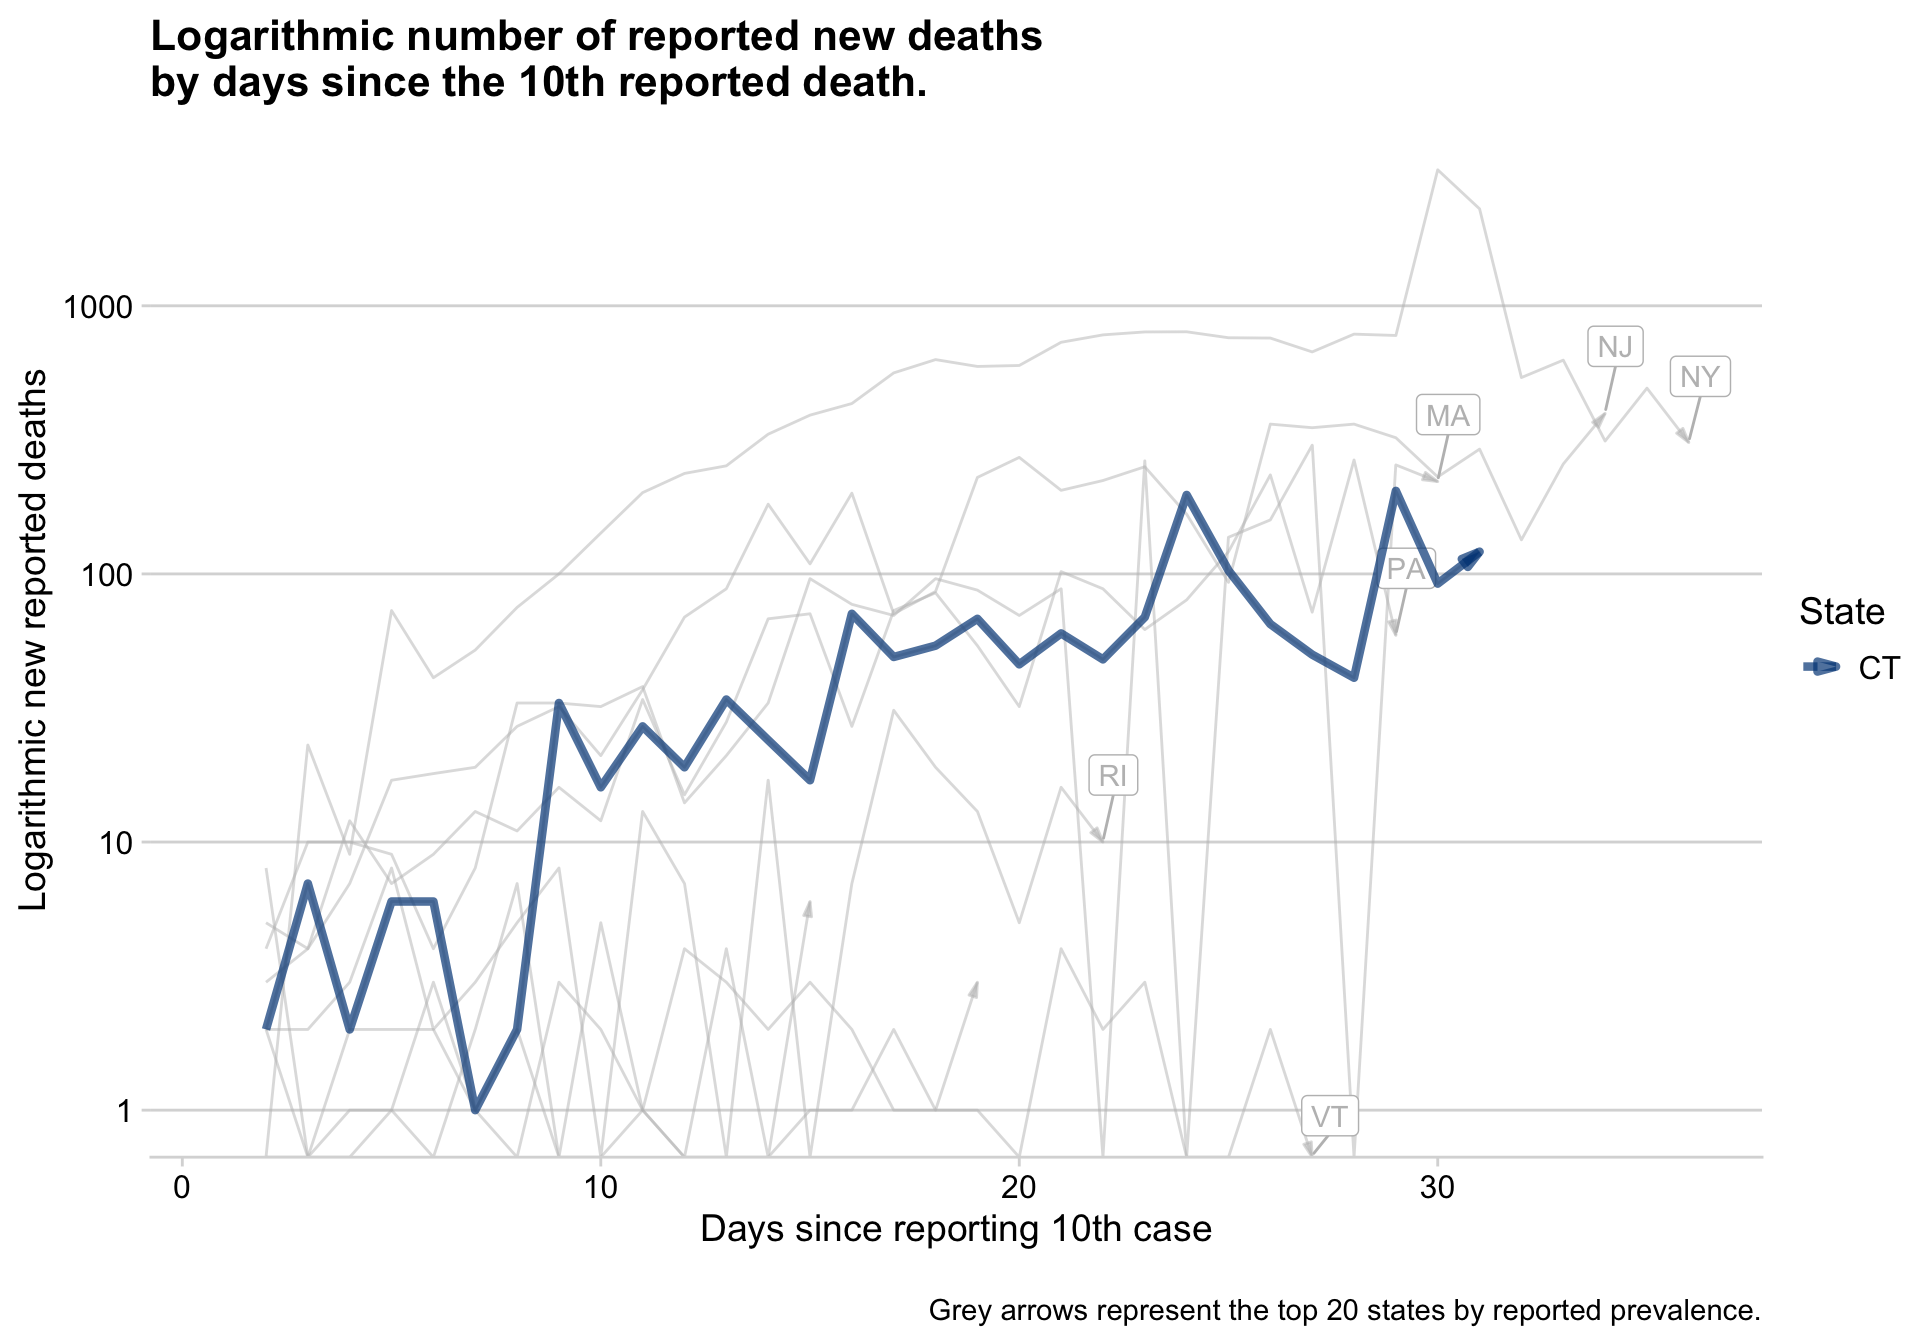 Logarithmic number of reported new deaths
by days since the 10th reported death.
Logarithmic new reported deaths
1000
100
10
1
NJ
NY
MA
PA
RI
VT
State
CT
0
10
20
30
Days since reporting 10th case
Grey arrows represent the top 20 states by reported prevalence.